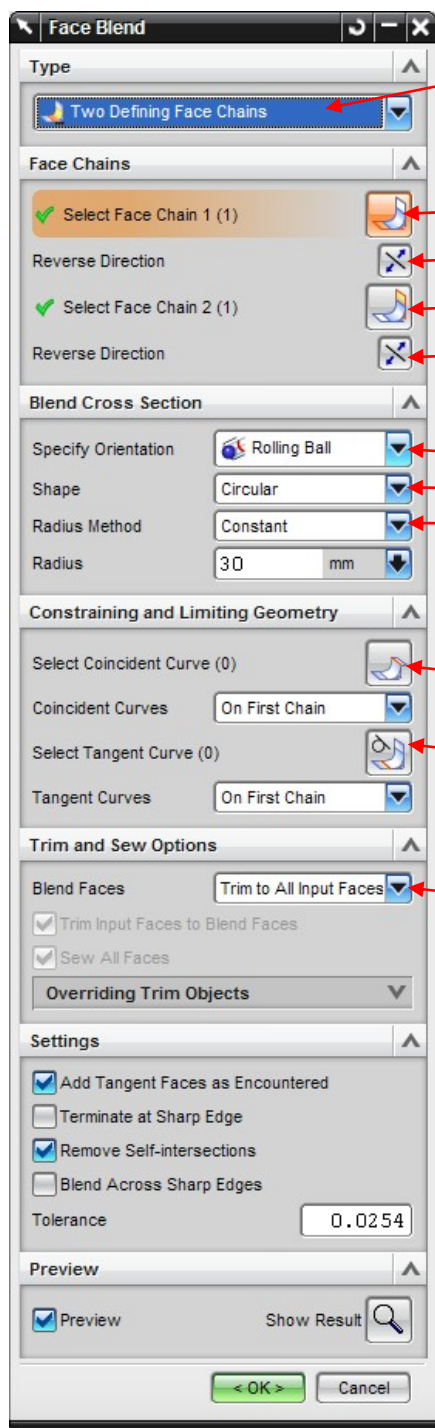 Face Blend
Type
Two Defining Face Chains
Face Chains
Select Face Chain 1 (1)
Reverse Direction
Select Face Chain 2 (1)
Reverse Direction
Blend Cross Section
Specify Orientation Rolling Ball
Shape Circular
Radius Method Constant
Radius 30 mm
Constraining and Limiting Geometry
Select Coincident Curve (0)
Coincident Curves On First Chain
Select Tangent Curve (0)
Tangent Curves On First Chain
Trim and Sew Options
Blend Faces Trim to All Input Faces
Trim Input Faces to Blend Faces
Sew All Faces
Overriding Trim Objects
Settings
Add Tangent Faces as Encountered
Terminate at Sharp Edge
Remove Self-intersections
Blend Across Sharp Edges
Tolerance 0.0254
Preview
Preview Show Result
< OK > Cancel